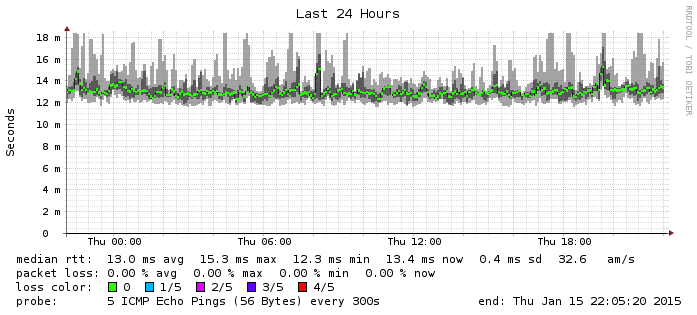 Last 24 Hours
RRDTOOL / TOBI OETIKER
Seconds
18 m
16 m
14 m
12 m
10 m
8 m
6 m
4 m
2 m
0
Thu 00:00 Thu 06:00 Thu 12:00 Thu 18:00
median rtt: 13.0 ms avg 15.3 ms max 12.3 ms min 13.4 ms now 0.4 ms sd 32.6 am/s
packet loss: 0.00 % avg 0.00 % max 0.00 % min 0.00 % now
loss color: 0 1/5 2/5 3/5 4/5
probe: 5 ICMP Echo Pings (56 Bytes) every 300s end: Thu Jan 15 22:05:20 2015